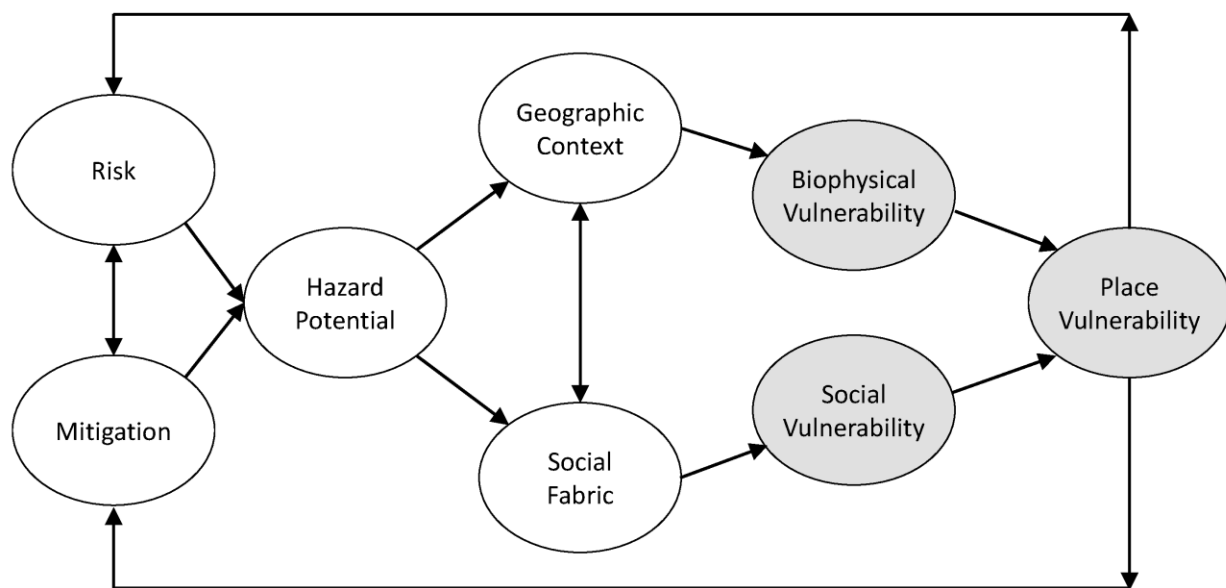 Risk
Mitigation
Hazard
Potential
Geographic
Context
Social
Fabric
Biophysical
Vulnerability
Social
Vulnerability
Place
Vulnerability